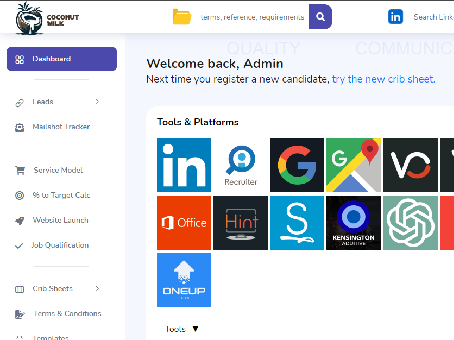 COCONUT
MILK
terms, reference, requirements
Search Link
QUALITY
COMMUNIC
Dashboard
Welcome back, Admin
Next time you register a new candidate, try the new crib sheet.
Leads
Mailshot Tracker
Tools & Platforms
in
Recruiter
G
Service Model
% to Target Calc
Office
Hint
S
KENSINGTON
ADDITIVE
Website Launch
Job Qualification
ONEUP
Crib Sheets
Terms & Conditions
Tools
Templates